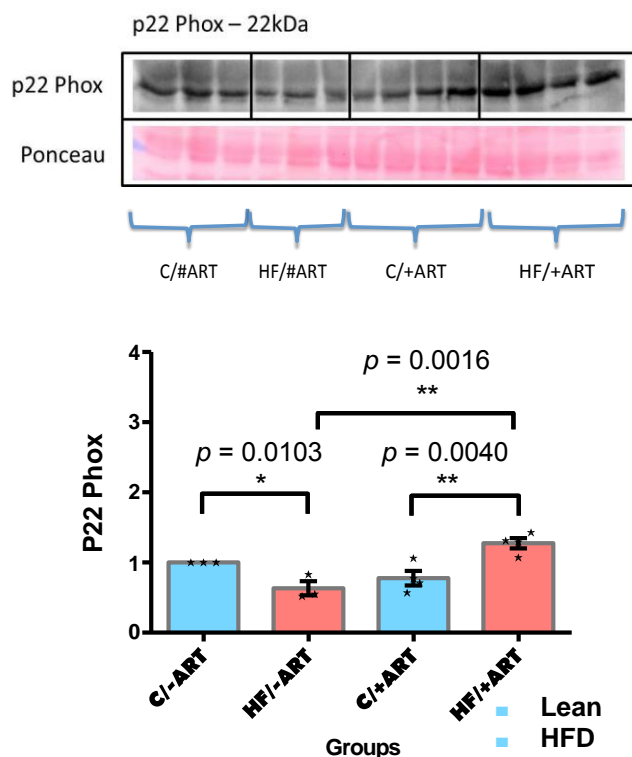 p22 Phox – 22kDa
p22 Phox
Ponceau
C/#ART HF/#ART C/+ART HF/+ART
4
p = 0.0016
**
3
p = 0.0103 p = 0.0040
* **
2
1
0
P22 Phox
C/-ART HF/-ART C/+ART HF/+ART
Lean
HFD
Groups